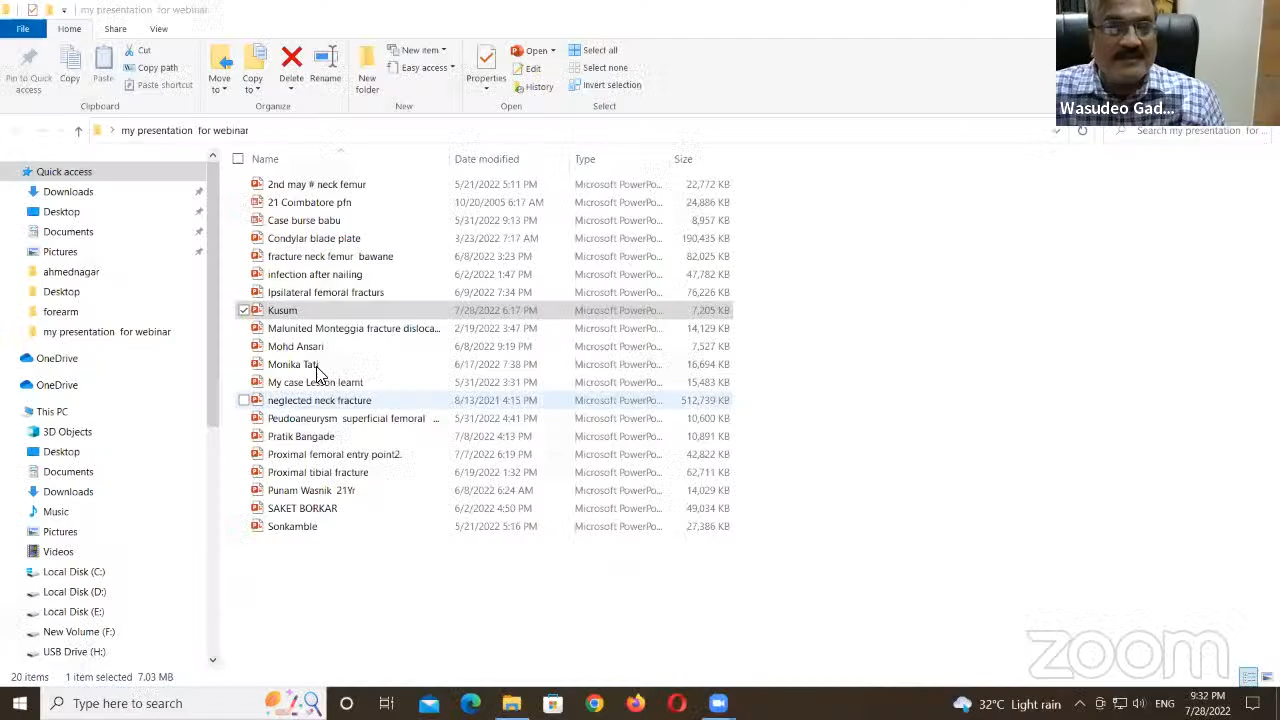 my presentation for webinar
File
Home
Share
View
Pin to Quick
access
Copy
Paste
Cut
Copy path
Paste shortcut
Clipboard
Move
to
Copy
to
Delete
Rename
Organize
New
folder
New item
Easy access
New
Properties
Open
Edit
History
Open
Select all
Select none
Invert selection
Select
Wasudeo Gad...
my presentation for webinar
Search my presentation for ...
Quick access
Downloads
Desktop
Documents
Pictures
ahmednagar
Desktop
forearm
my presentation for webinar
OneDrive
OneDrive
This PC
3D Objects
Desktop
Documents
Downloads
Music
Pictures
Videos
Local Disk (C:)
Local Disk (D:)
Local Disk (E:)
New Volume (F:)
USB Drive (H:)
Name Date modified Type Size
2nd may # neck femur 5/21/2022 5:11 PM Microsoft PowerPo... 22,772 KB
21 Coimbatore pfn 10/20/2005 6:17 AM Microsoft PowerPo... 24,886 KB
Case burse babu 5/31/2022 9:13 PM Microsoft PowerPo... 8,957 KB
Condylar blade plate 3/23/2022 7:17 AM Microsoft PowerPo... 190,435 KB
fracture neck femur bawane 6/8/2022 3:23 PM Microsoft PowerPo... 82,025 KB
infection after nailing 6/2/2022 1:47 PM Microsoft PowerPo... 47,782 KB
Ipsilateral femoral fracturs 6/9/2022 7:34 PM Microsoft PowerPo... 76,226 KB
Kusum 7/28/2022 6:17 PM Microsoft PowerPo... 7,205 KB
Malunited Monteggia fracture disloca... 2/19/2022 3:47 PM Microsoft PowerPo... 14,129 KB
Mohd Ansari 6/8/2022 9:19 PM Microsoft PowerPo... 7,527 KB
Monika Tati 6/17/2022 7:38 PM Microsoft PowerPo... 16,694 KB
My case Lesson learnt 5/31/2022 3:31 PM Microsoft PowerPo... 15,483 KB
neglected neck fracture 8/13/2021 4:15 PM Microsoft PowerPo... 512,739 KB
Peudoaneurysm superficial femoral ... 5/31/2022 4:41 PM Microsoft PowerPo... 10,600 KB
Pratik Bangade 7/8/2022 4:13 PM Microsoft PowerPo... 10,891 KB
Proximal femoral entry point2. 7/7/2022 6:19 PM Microsoft PowerPo... 42,822 KB
Proximal tibial fracture 6/19/2022 1:32 PM Microsoft PowerPo... 62,711 KB
Punam Wasnik 21Yr 6/8/2022 6:24 AM Microsoft PowerPo... 14,029 KB
SAKET BORKAR 6/2/2022 4:50 PM Microsoft PowerPo... 49,034 KB
Sonkamble 5/21/2022 5:16 PM Microsoft PowerPo... 27,386 KB
zoom
20 items 1 item selected 7.03 MB
Type here to search
32°C Light rain
ENG
9:32 PM
7/28/2022